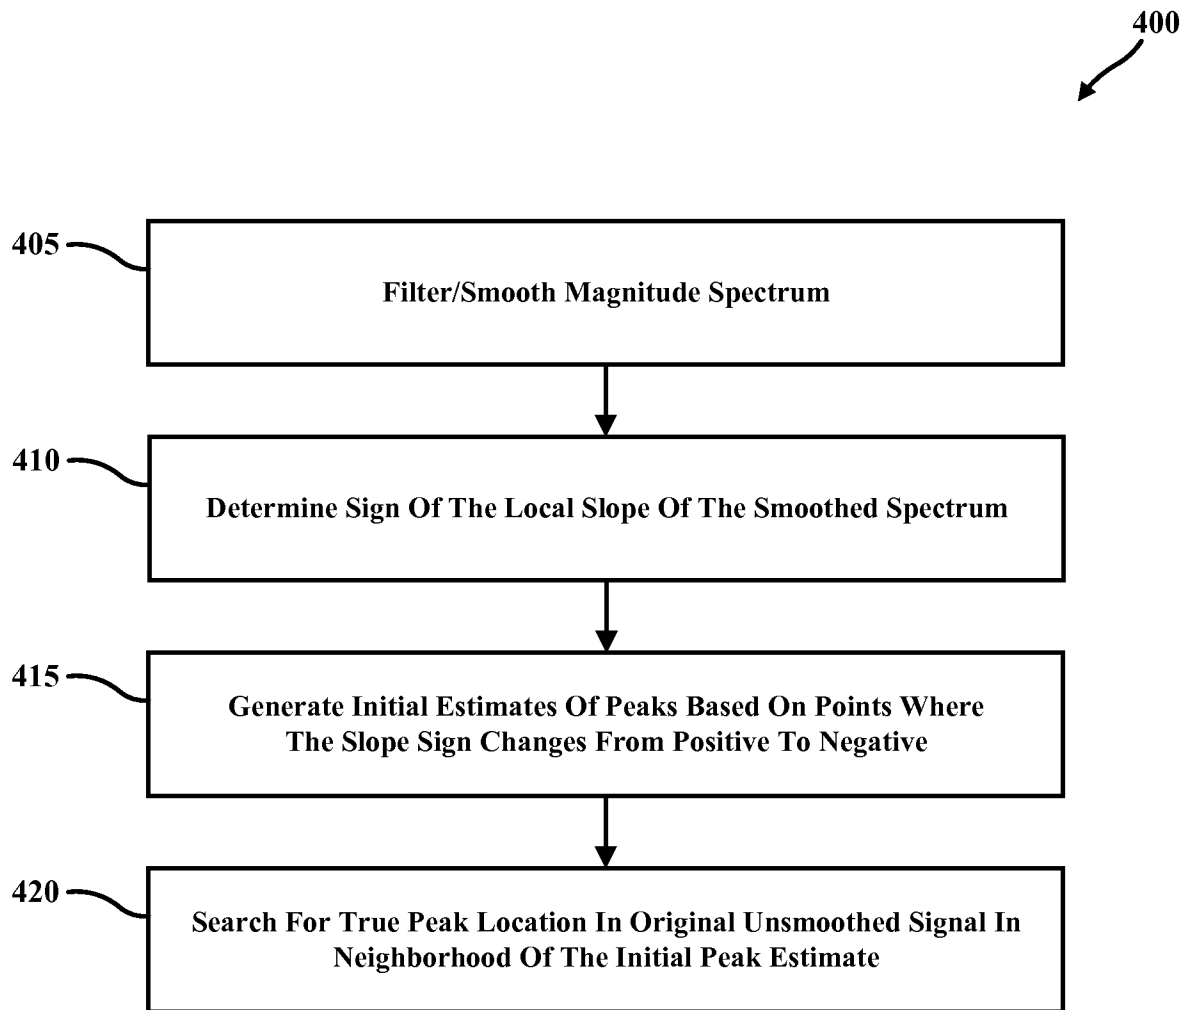 400
405
Filter/Smooth Magnitude Spectrum
410
Determine Sign Of The Local Slope Of The Smoothed Spectrum
415
Generate Initial Estimates Of Peaks Based On Points Where
The Slope Sign Changes From Positive To Negative
420
Search For True Peak Location In Original Unsmoothed Signal In
Neighborhood Of The Initial Peak Estimate